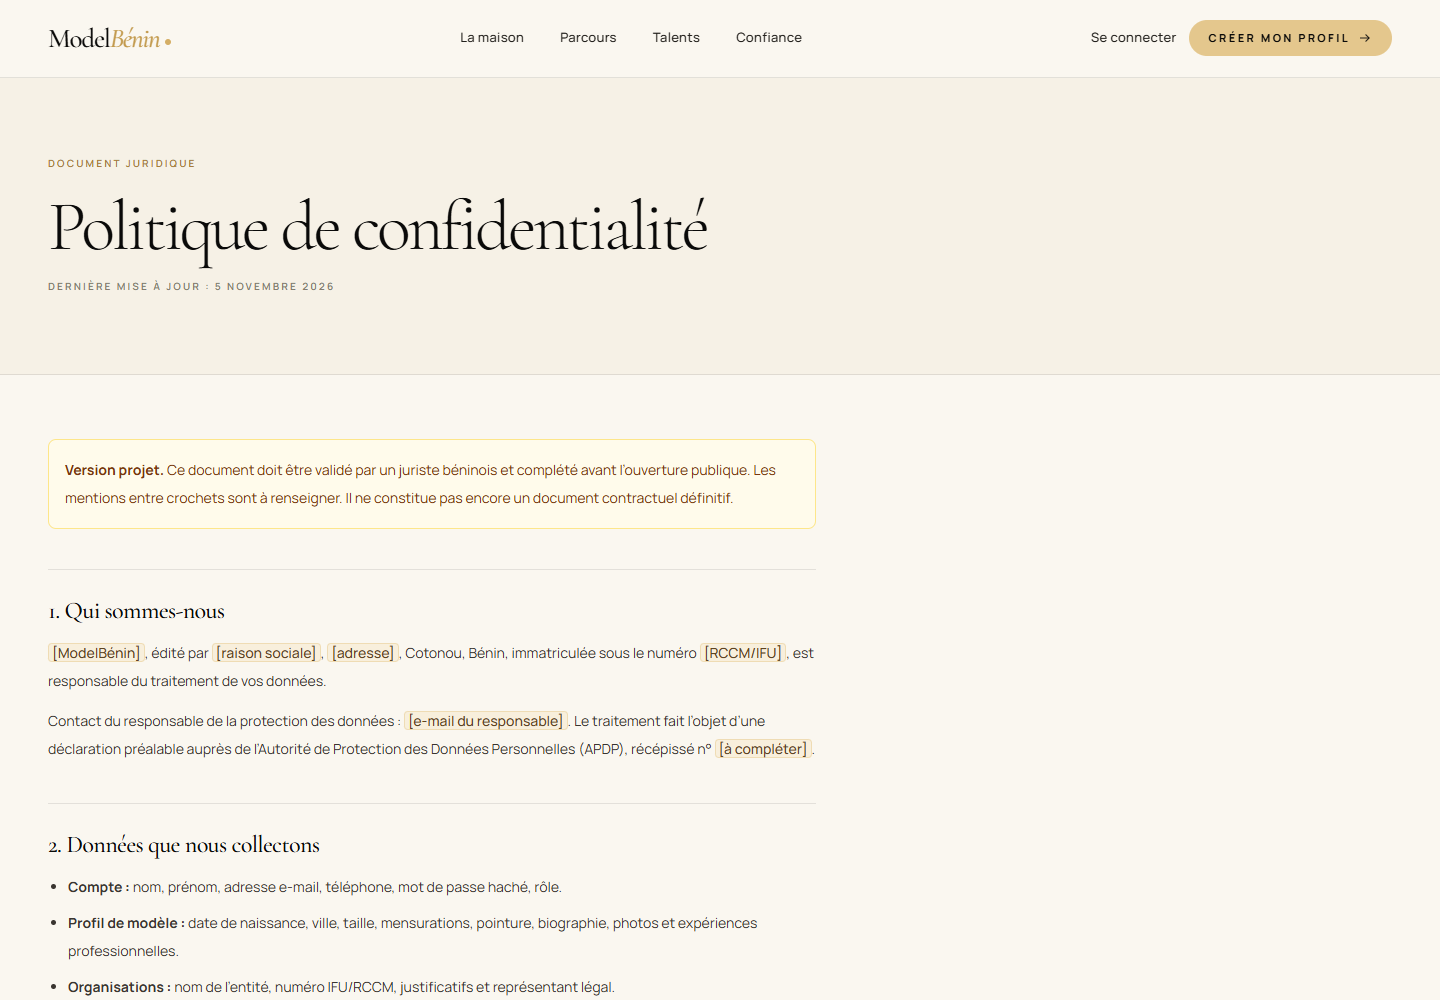 ModelBénin
La maison
Parcours
Talents
Confiance
Se connecter
CRÉER MON PROFIL →
DOCUMENT JURIDIQUE
Politique de confidentialité
DERNIÈRE MISE À JOUR : 5 NOVEMBRE 2026
Version projet. Ce document doit être validé par un juriste béninois et complété avant l’ouverture publique. Les
mentions entre crochets sont à renseigner. Il ne constitue pas encore un document contractuel définitif.
1. Qui sommes-nous
[ModelBénin], édité par [raison sociale], [adresse], Cotonou, Bénin, immatriculée sous le numéro [RCCM/IFU], est
responsable du traitement de vos données.
Contact du responsable de la protection des données : [e-mail du responsable]. Le traitement fait l’objet d’une
déclaration préalable auprès de l’Autorité de Protection des Données Personnelles (APDP), récépissé n° [à compléter].
2. Données que nous collectons
• Compte : nom, prénom, adresse e-mail, téléphone, mot de passe haché, rôle.
• Profil de modèle : date de naissance, ville, taille, mensurations, pointure, biographie, photos et expériences
professionnelles.
• Organisations : nom de l’entité, numéro IFU/RCCM, justificatifs et représentant légal.